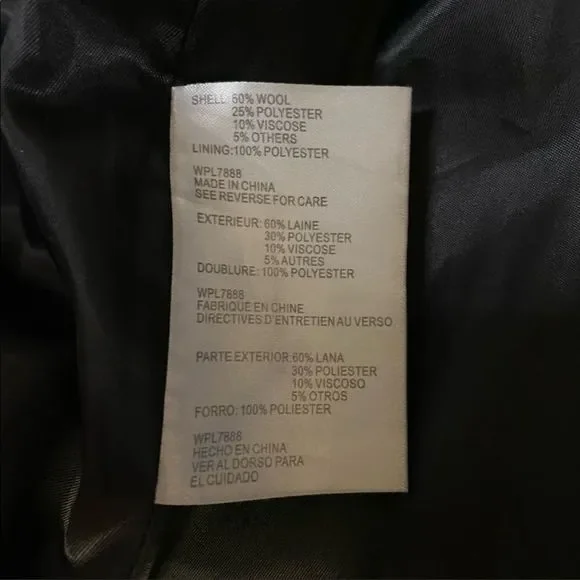 SHELL: 60% WOOL
25% POLYESTER
10% VISCOSE
5% OTHERS
LINING:100% POLYESTER
WPL7888
MADE IN CHINA
SEE REVERSE FOR CARE
EXTERIEUR: 60% LAINE
30% POLYESTER
10% VISCOSE
5% AUTRES
DOUBLURE: 100% POLYESTER
WPL7888
FABRIQUE EN CHINE
DIRECTIVES D'ENTRETIEN AU VERSO
PARTE EXTERIOR:60% LANA
30% POLIESTER
10% VISCOSO
5% OTROS
FORRO: 100% POLIESTER
WPL7888
HECHO EN CHINA
VER AL DORSO PARA
EL CUIDADO